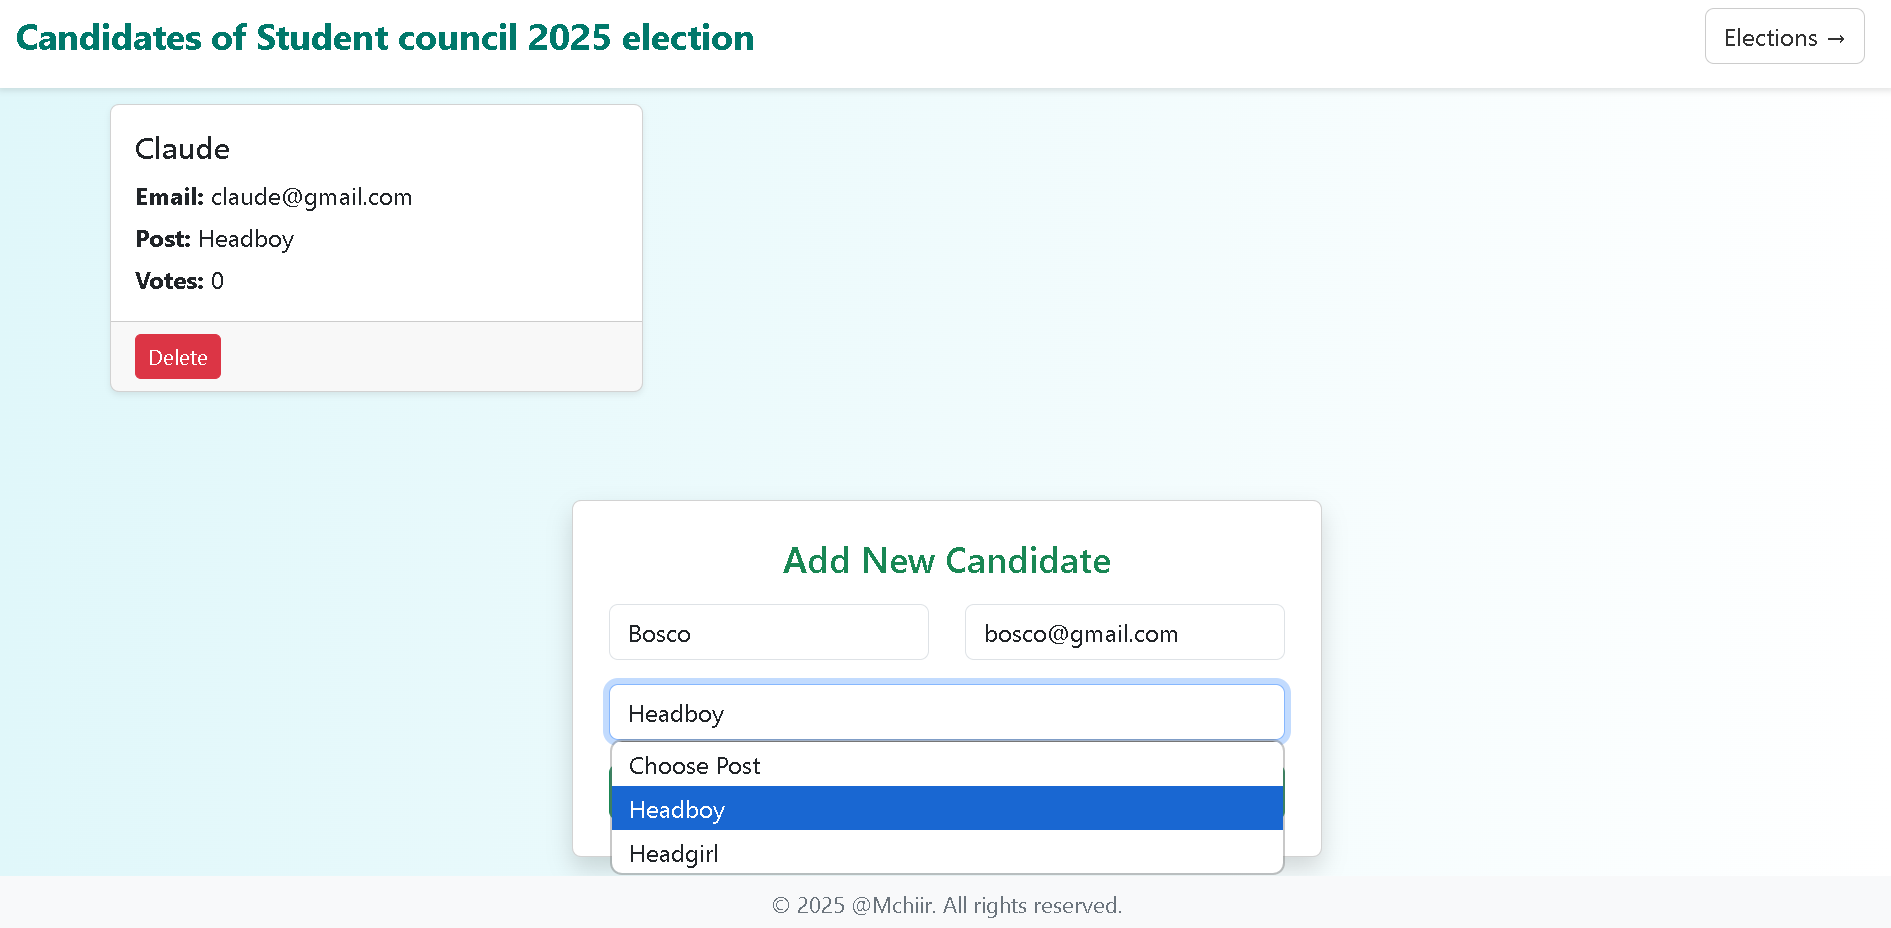 Candidates of Student council 2025 election
Elections →
Claude
Email: claude@gmail.com
Post: Headboy
Votes: 0
Delete
Add New Candidate
Bosco
bosco@gmail.com
Headboy
Choose Post
Headboy
Headgirl
© 2025 @Mchiir. All rights reserved.